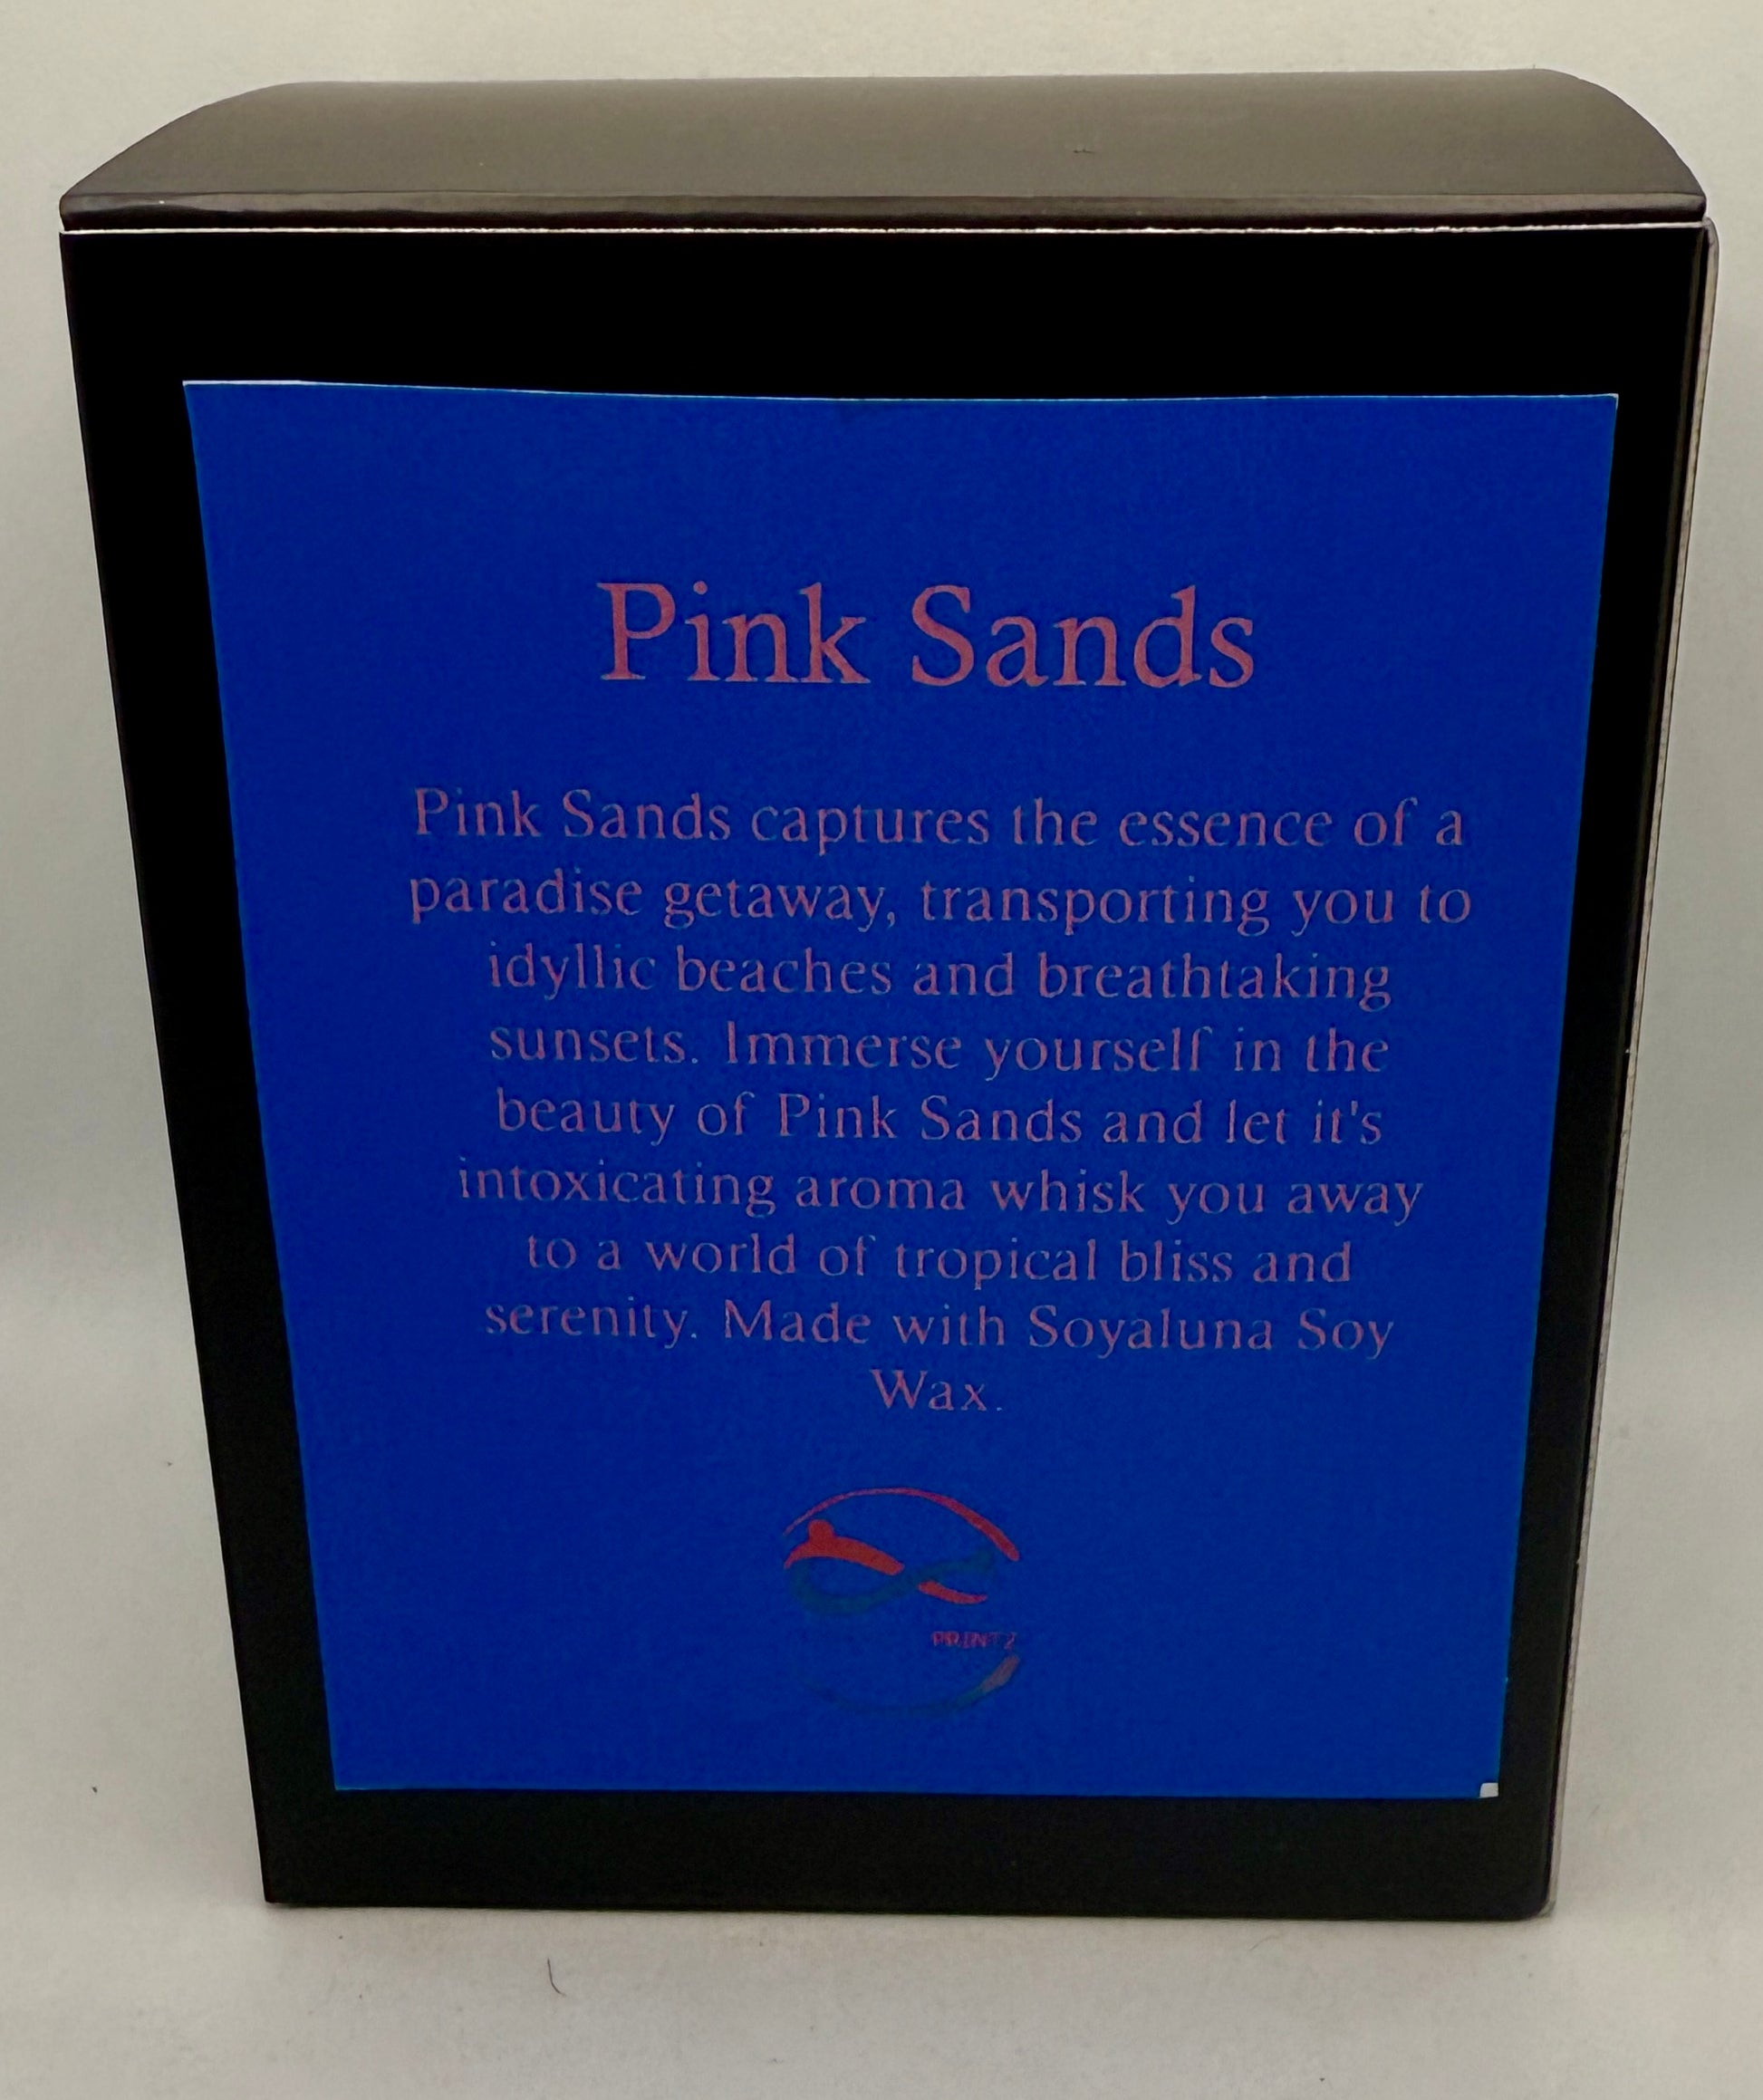 Pink Sands
Pink Sands captures the essence of a
paradise getaway, transporting you to
idyllic beaches and breathtaking
sunsets. Immerse yourself in the
beauty of Pink Sands and let it's
intoxicating aroma whisk you away
to a world of tropical bliss and
serenity. Made with Soyaluna Soy
Wax.
PRINTZ